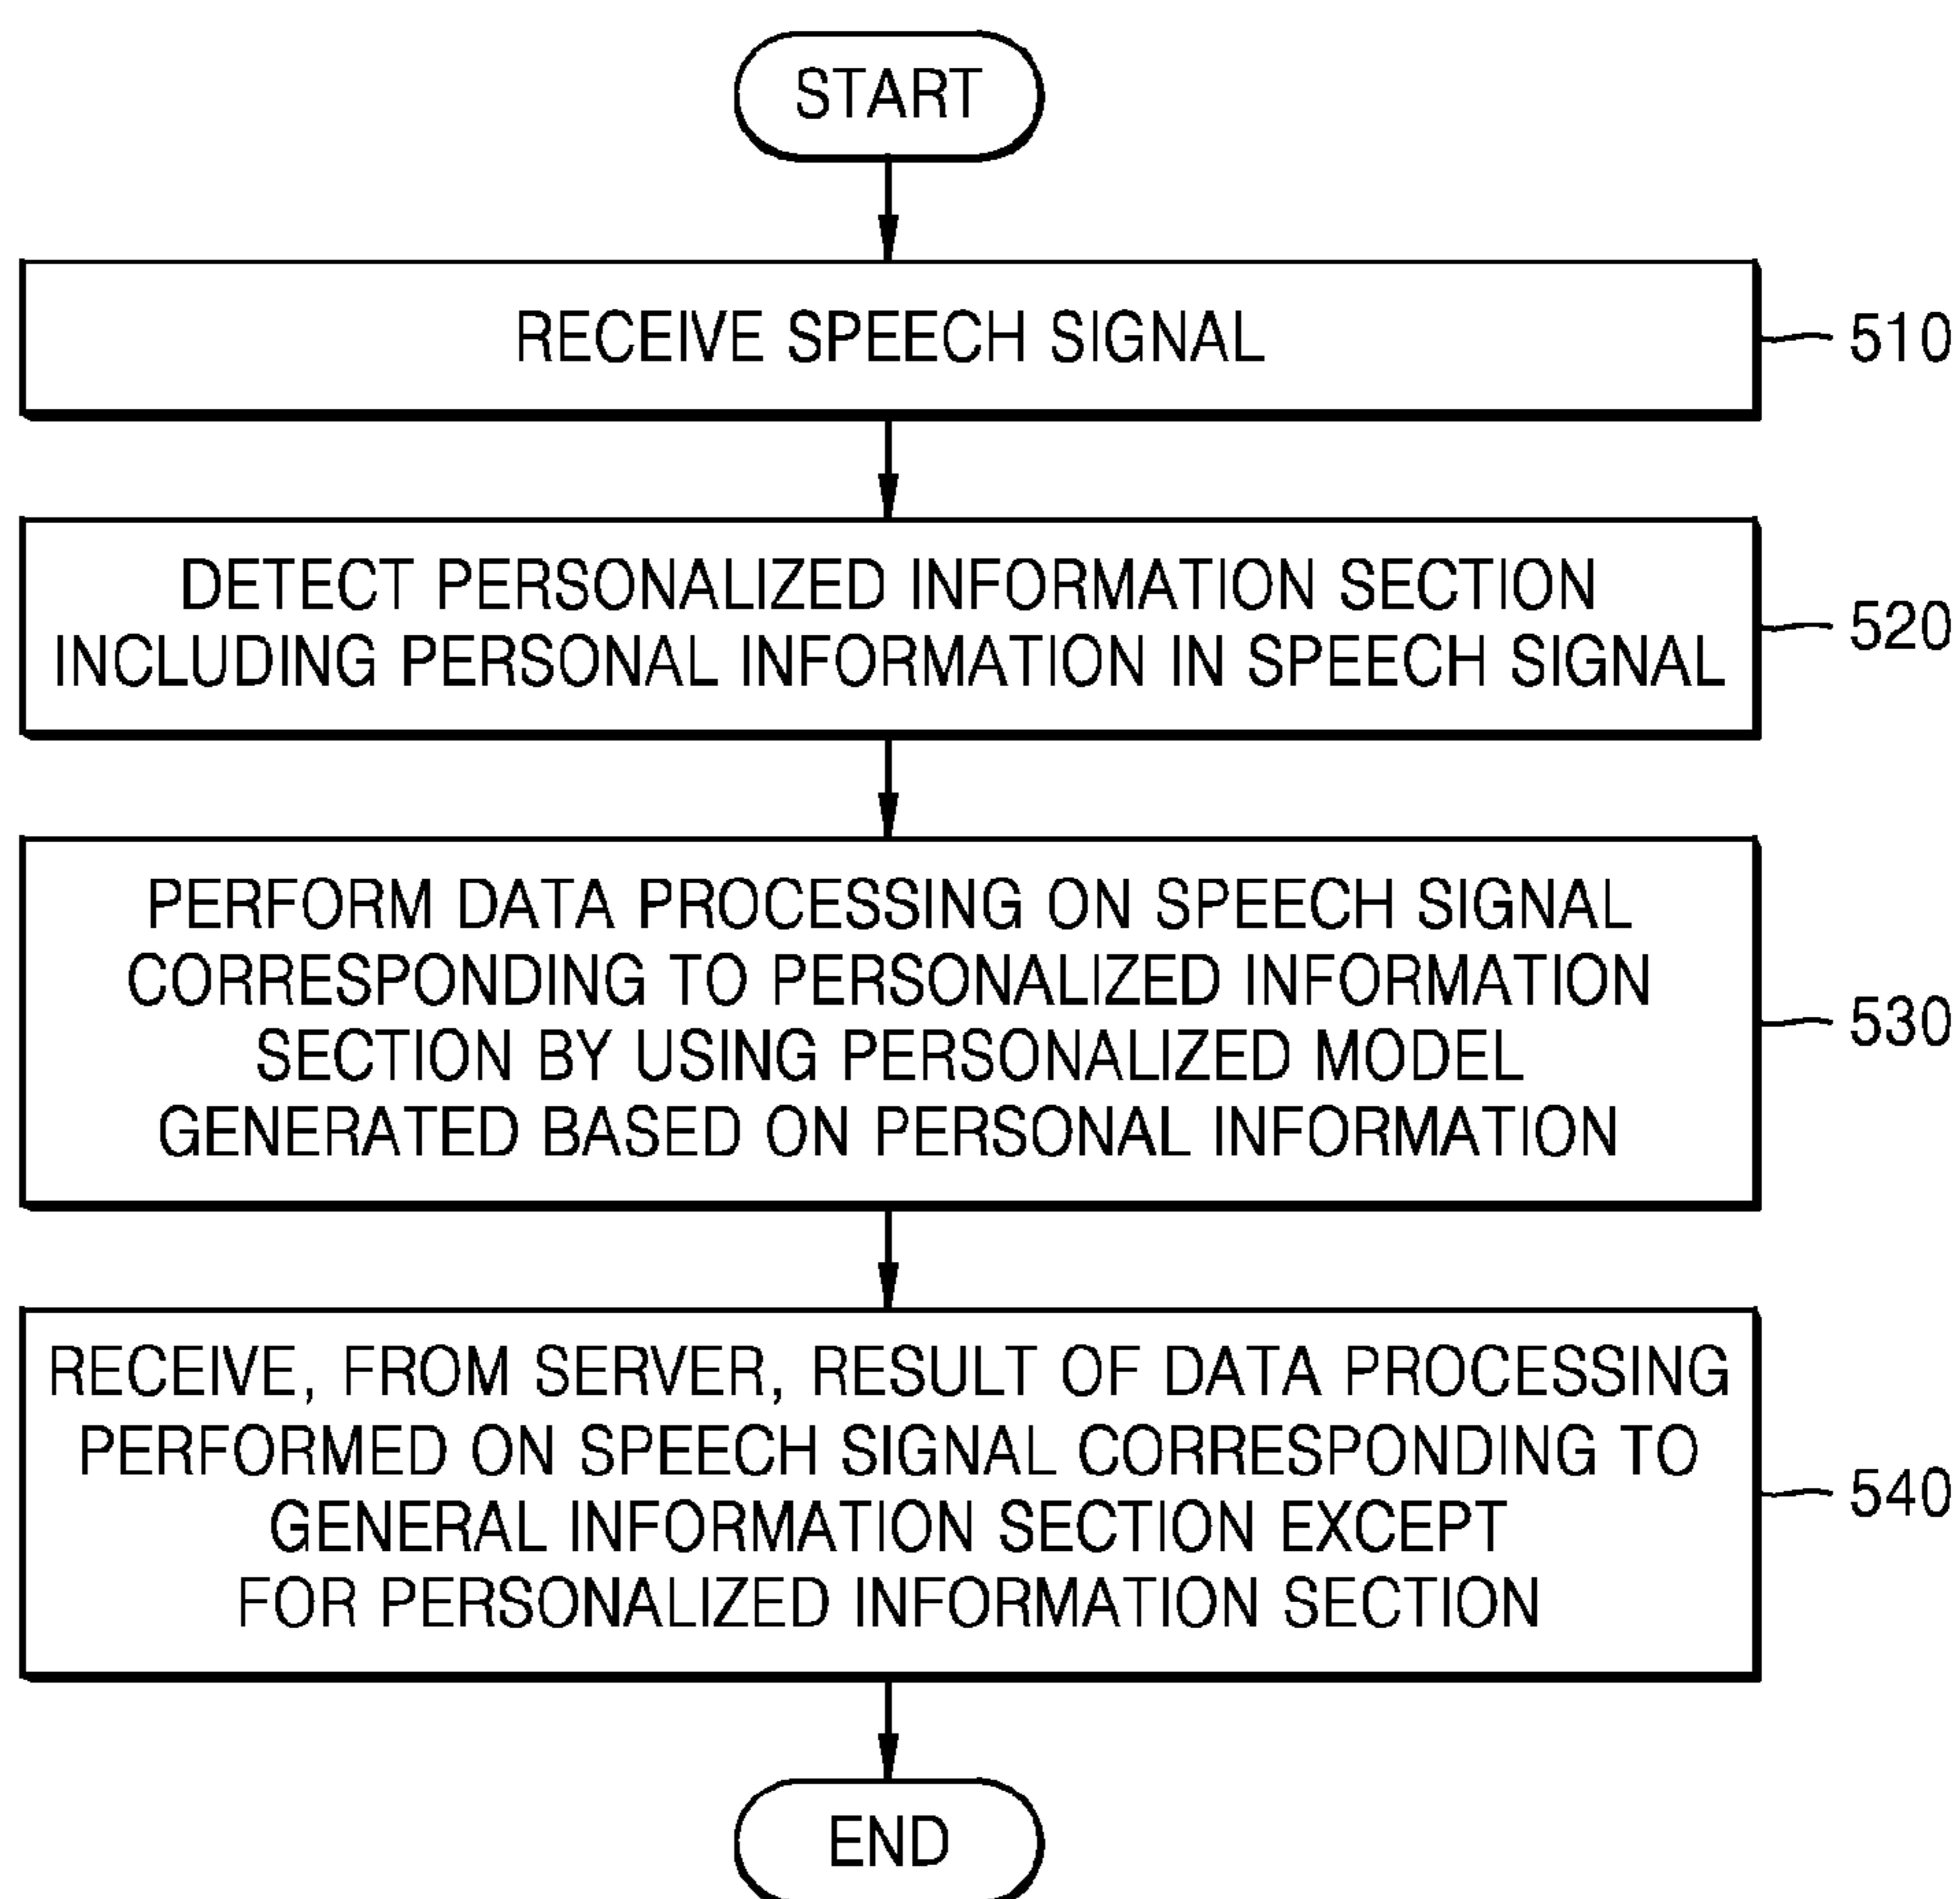 START
RECEIVE SPEECH SIGNAL
510
DETECT PERSONALIZED INFORMATION SECTION
INCLUDING PERSONAL INFORMATION IN SPEECH SIGNAL
520
PERFORM DATA PROCESSING ON SPEECH SIGNAL
CORRESPONDING TO PERSONALIZED INFORMATION
SECTION BY USING PERSONALIZED MODEL
GENERATED BASED ON PERSONAL INFORMATION
530
RECEIVE, FROM SERVER, RESULT OF DATA PROCESSING
PERFORMED ON SPEECH SIGNAL CORRESPONDING TO
GENERAL INFORMATION SECTION EXCEPT
FOR PERSONALIZED INFORMATION SECTION
540
END